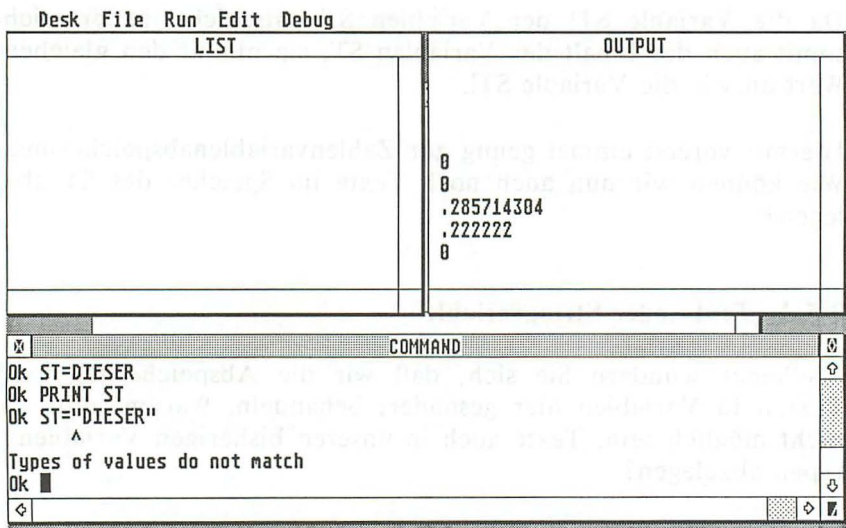 Desk File Run Edit Debug
LIST
OUTPUT
0
0
.285714304
.222222
0
COMMAND
Ok ST=DIESER
Ok PRINT ST
Ok ST="DIESER"
^
Types of values do not match
Ok